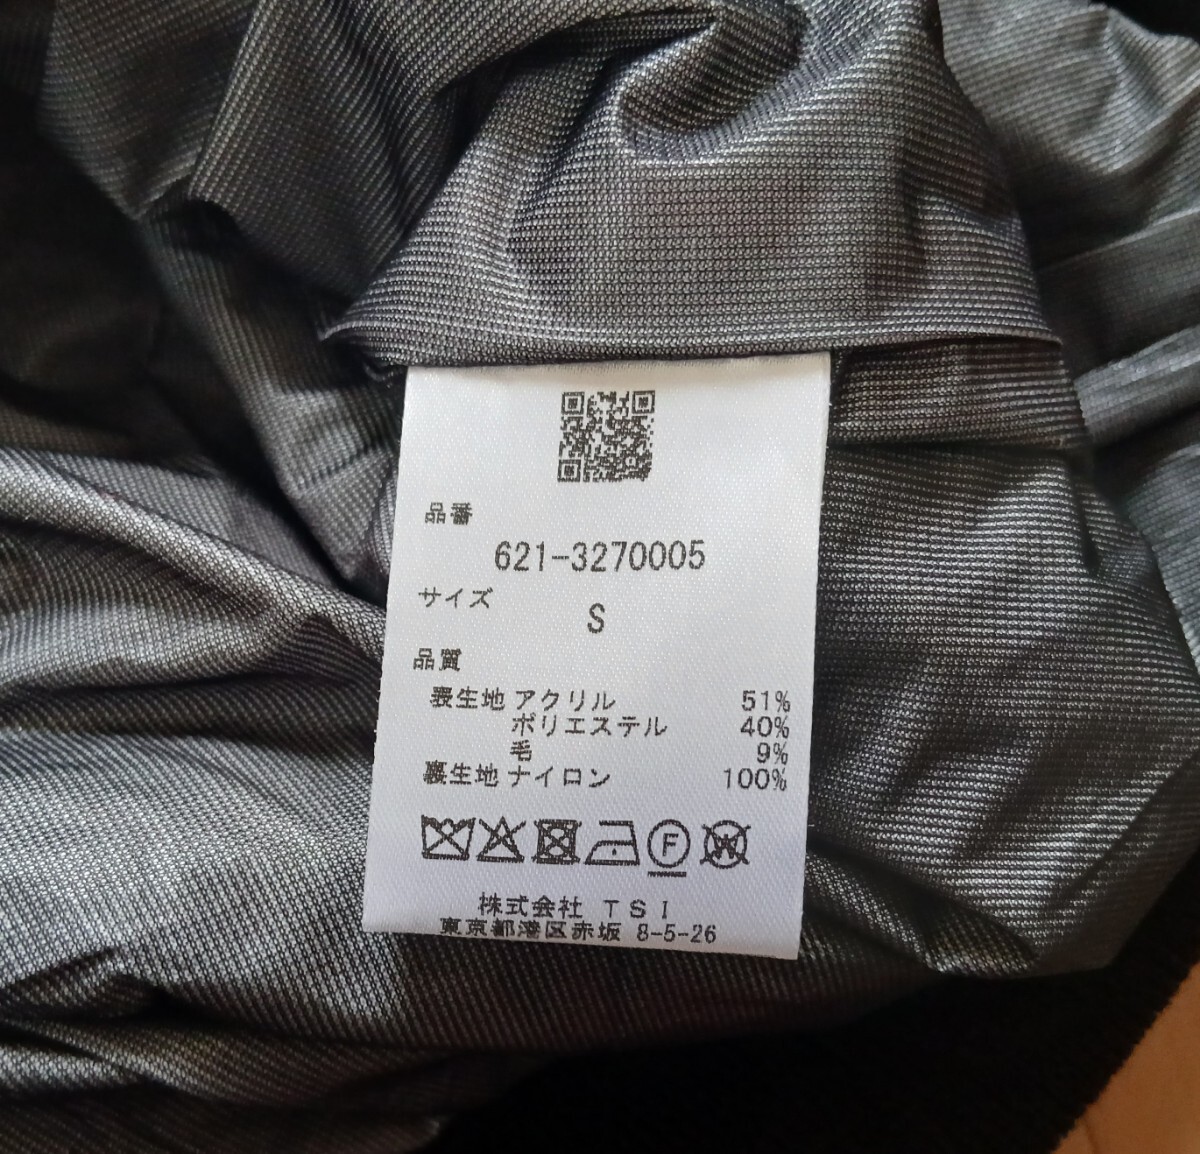 品番
621-3270005
サイズ
S
品質
表生地 アクリル 51%
ポリエステル 40%
毛 9%
裏生地 ナイロン 100%
F W
株式会社 TSI
東京都港区赤坂 8-5-26